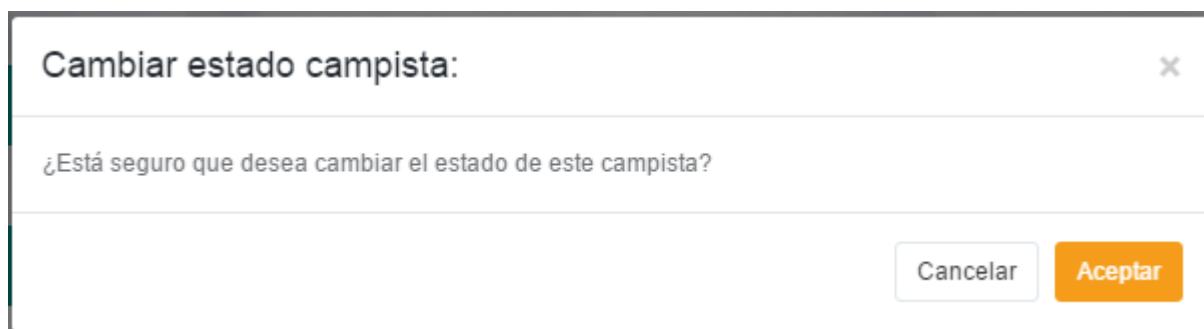 Cambiar estado campista:
×
¿Está seguro que desea cambiar el estado de este campista?
Cancelar
Aceptar